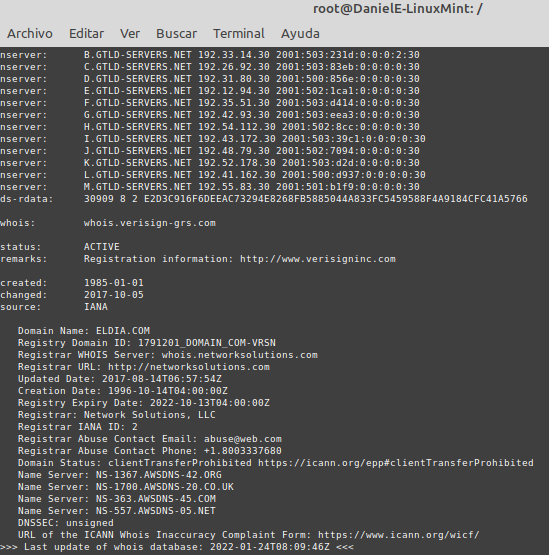 root@DanielE-LinuxMint: /
Archivo Editar Ver Buscar Terminal Ayuda
nserver: B.GTLD-SERVERS.NET 192.33.14.30 2001:503:231d:0:0:0:2:30
nserver: C.GTLD-SERVERS.NET 192.26.92.30 2001:503:83eb:0:0:0:0:30
nserver: D.GTLD-SERVERS.NET 192.31.80.30 2001:500:856e:0:0:0:0:30
nserver: E.GTLD-SERVERS.NET 192.12.94.30 2001:502:1ca1:0:0:0:0:30
nserver: F.GTLD-SERVERS.NET 192.35.51.30 2001:503:d414:0:0:0:0:30
nserver: G.GTLD-SERVERS.NET 192.42.93.30 2001:503:eea3:0:0:0:0:30
nserver: H.GTLD-SERVERS.NET 192.54.112.30 2001:502:8cc:0:0:0:0:30
nserver: I.GTLD-SERVERS.NET 192.43.172.30 2001:503:39c1:0:0:0:0:30
nserver: J.GTLD-SERVERS.NET 192.48.79.30 2001:502:7094:0:0:0:0:30
nserver: K.GTLD-SERVERS.NET 192.52.178.30 2001:503:d2d:0:0:0:0:30
nserver: L.GTLD-SERVERS.NET 192.41.162.30 2001:500:d937:0:0:0:0:30
nserver: M.GTLD-SERVERS.NET 192.55.83.30 2001:501:b1f9:0:0:0:0:30
ds-rdata: 30909 8 2 E2D3C916F6DEEAC73294E8268FB5885044A833FC5459588F4A9184CFC41A5766
whois: whois.verisign-grs.com
status: ACTIVE
remarks: Registration information: http://www.verisigninc.com
created: 1985-01-01
changed: 2017-10-05
source: IANA
Domain Name: ELDIA.COM
Registry Domain ID: 1791201_DOMAIN_COM-VRSN
Registrar WHOIS Server: whois.networksolutions.com
Registrar URL: http://networksolutions.com
Updated Date: 2017-08-14T06:57:54Z
Creation Date: 1996-10-14T04:00:00Z
Registry Expiry Date: 2022-10-13T04:00:00Z
Registrar: Network Solutions, LLC
Registrar IANA ID: 2
Registrar Abuse Contact Email: abuse@web.com
Registrar Abuse Contact Phone: +1.8003337680
Domain Status: clientTransferProhibited https://icann.org/epp#clientTransferProhibited
Name Server: NS-1367.AWSDNS-42.ORG
Name Server: NS-1700.AWSDNS-20.CO.UK
Name Server: NS-363.AWSDNS-45.COM
Name Server: NS-557.AWSDNS-05.NET
DNSSEC: unsigned
URL of the ICANN Whois Inaccuracy Complaint Form: https://www.icann.org/wicf/
>>> Last update of whois database: 2022-01-24T08:09:46Z <<<